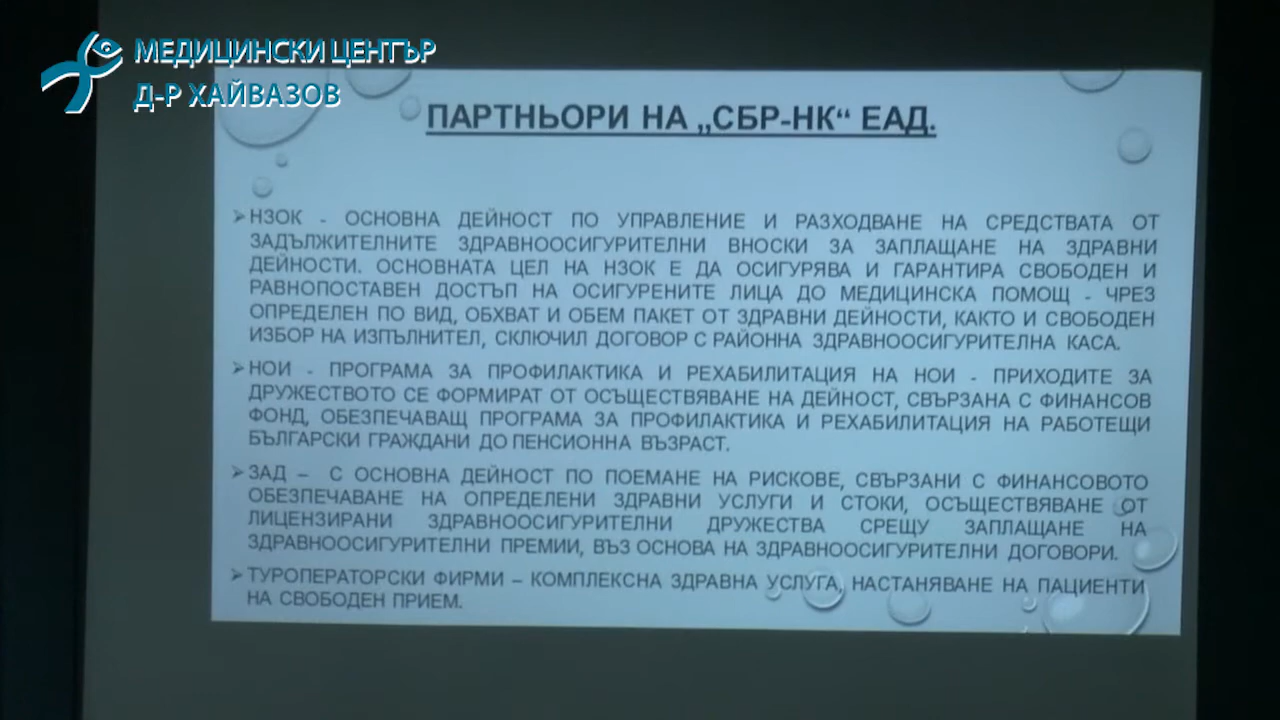 МЕДИЦИНСКИ ЦЕНТЪР
Д-Р ХАЙВАЗОВ
ПАРТНЬОРИ НА „СБР-НК“ ЕАД.
➢ НЗОК - ОСНОВНА ДЕЙНОСТ ПО УПРАВЛЕНИЕ И РАЗХОДВАНЕ НА СРЕДСТВАТА ОТ
ЗАДЪЛЖИТЕЛНИТЕ ЗДРАВНООСИГУРИТЕЛНИ ВНОСКИ ЗА ЗАПЛАЩАНЕ НА ЗДРАВНИ
ДЕЙНОСТИ. ОСНОВНАТА ЦЕЛ НА НЗОК Е ДА ОСИГУРЯВА И ГАРАНТИРА СВОБОДЕН И
РАВНОПОСТАВЕН ДОСТЪП НА ОСИГУРЕНИТЕ ЛИЦА ДО МЕДИЦИНСКА ПОМОЩ - ЧРЕЗ
ОПРЕДЕЛЕН ПО ВИД, ОБХВАТ И ОБЕМ ПАКЕТ ОТ ЗДРАВНИ ДЕЙНОСТИ, КАКТО И СВОБОДЕН
ИЗБОР НА ИЗПЪЛНИТЕЛ, СКЛЮЧИЛ ДОГОВОР С РАЙОННА ЗДРАВНООСИГУРИТЕЛНА КАСА.
➢ НОИ - ПРОГРАМА ЗА ПРОФИЛАКТИКА И РЕХАБИЛИТАЦИЯ НА НОИ - ПРИХОДИТЕ ЗА
ДРУЖЕСТВОТО СЕ ФОРМИРАТ ОТ ОСЪЩЕСТВЯВАНЕ НА ДЕЙНОСТ, СВЪРЗАНА С ФИНАНСОВ
ФОНД, ОБЕЗПЕЧАВАЩ ПРОГРАМА ЗА ПРОФИЛАКТИКА И РЕХАБИЛИТАЦИЯ НА РАБОТЕЩИ
БЪЛГАРСКИ ГРАЖДАНИ ДО ПЕНСИОННА ВЪЗРАСТ.
➢ ЗАД – С ОСНОВНА ДЕЙНОСТ ПО ПОЕМАНЕ НА РИСКОВЕ, СВЪРЗАНИ С ФИНАНСОВОТО
ОБЕЗПЕЧАВАНЕ НА ОПРЕДЕЛЕНИ ЗДРАВНИ УСЛУГИ И СТОКИ, ОСЪЩЕСТВЯВАНЕ ОТ
ЛИЦЕНЗИРАНИ ЗДРАВНООСИГУРИТЕЛНИ ДРУЖЕСТВА СРЕЩУ ЗАПЛАЩАНЕ НА
ЗДРАВНООСИГУРИТЕЛНИ ПРЕМИИ, ВЪЗ ОСНОВА НА ЗДРАВНООСИГУРИТЕЛНИ ДОГОВОРИ.
➢ ТУРОПЕРАТОРСКИ ФИРМИ – КОМПЛЕКСНА ЗДРАВНА УСЛУГА, НАСТАНЯВАНЕ НА ПАЦИЕНТИ
НА СВОБОДЕН ПРИЕМ.